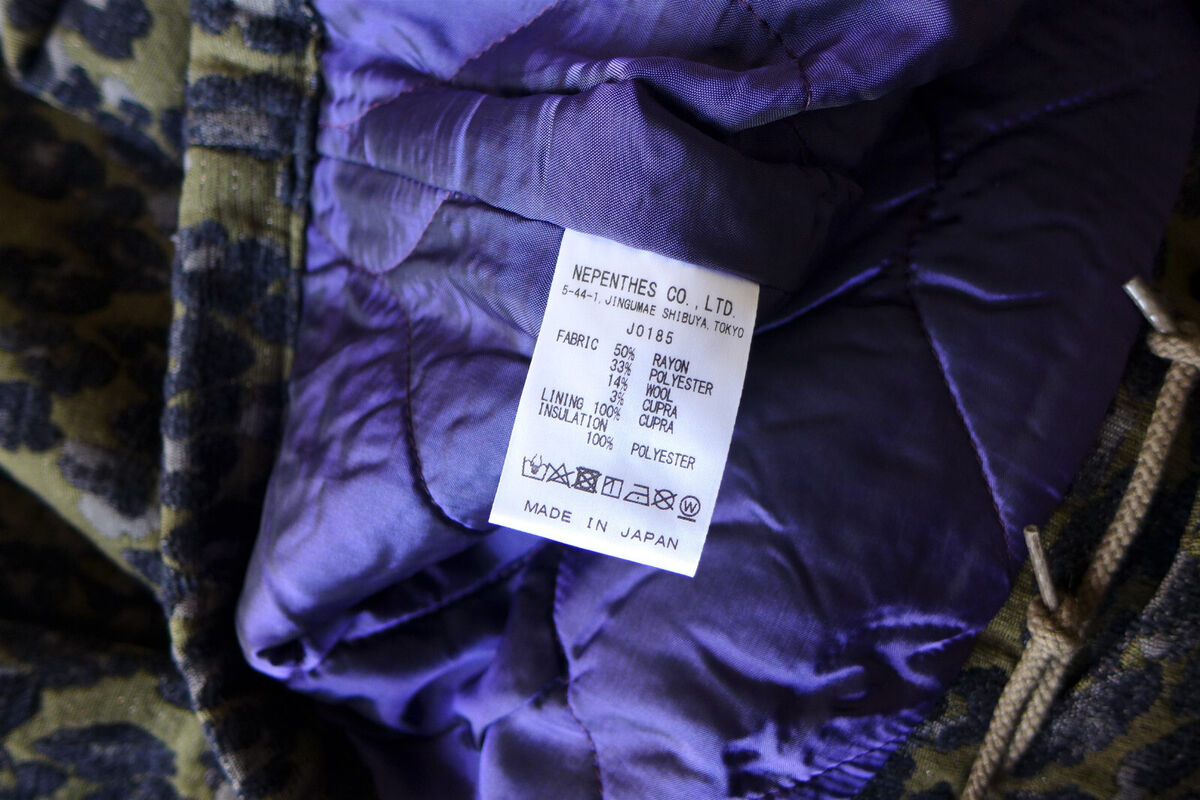 NEPENTHES CO.,LTD.
5-44-1, JINGUMAE SHIBUYA, TOKYO
J0185
FABRIC 50% RAYON
33% POLYESTER
14% WOOL
3% CUPRA
LINING 100% CUPRA
INSULATION
100% POLYESTER
W
MADE IN JAPAN